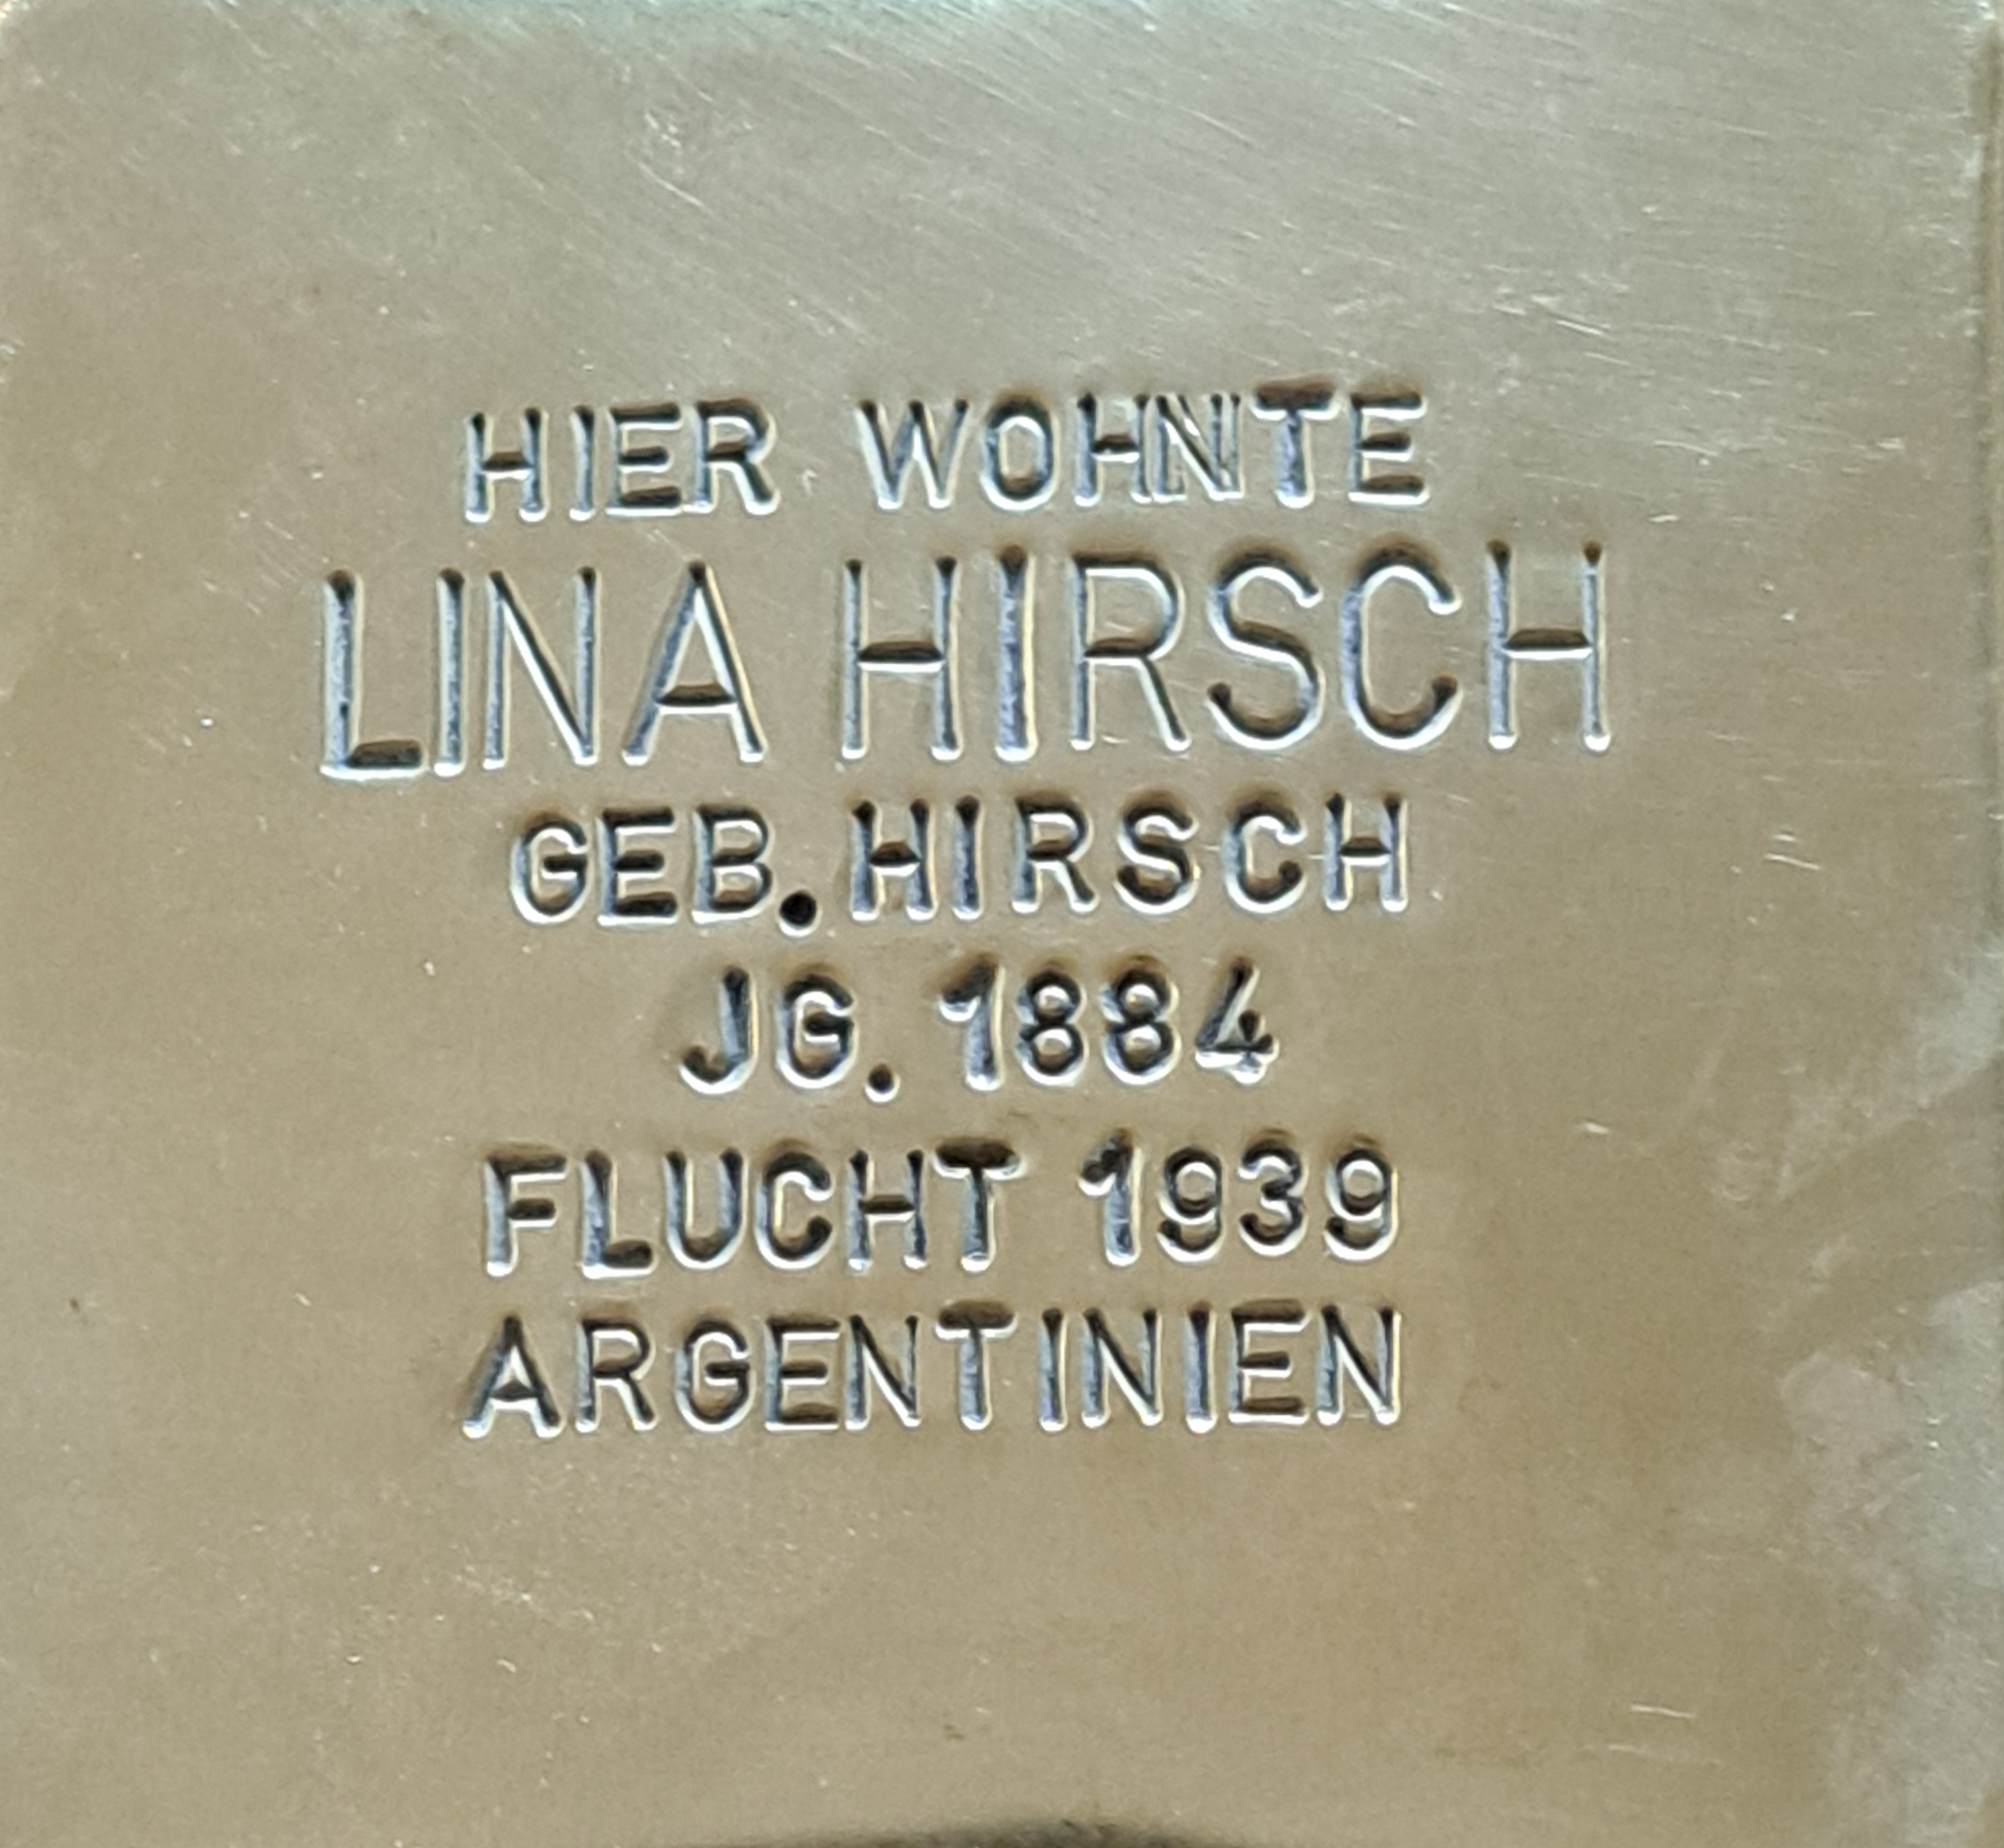 HIER WOHNTE
LINA HIRSCH
GEB. HIRSCH
JG. 1884
FLUCHT 1939
ARGENTINIEN